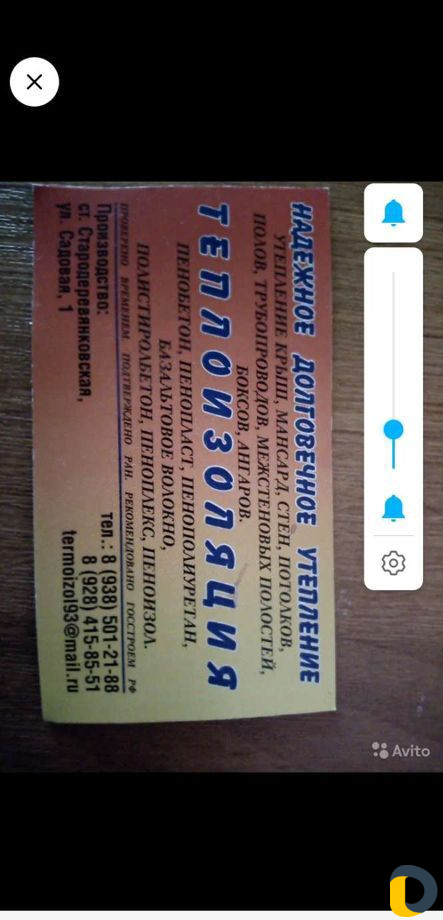 НАДЕЖНОЕ ДОЛГОВЕЧНОЕ УТЕПЛЕНИЕ
УТЕПЛЕНИЕ КРЫШ, МАНСАРД, СТЕН, ПОТОЛКОВ,
ПОЛОВ, ТРУБОПРОВОДОВ, МЕЖСТЕНОВЫХ ПОЛОСТЕЙ,
БОКСОВ, АНГАРОВ.
ТЕПЛОИЗОЛЯЦИЯ
ПЕНОБЕТОН, ПЕНОПЛАСТ, ПЕНОПОЛИУРЕТАН,
БАЗАЛЬТОВОЕ ВОЛОКНО,
ПОЛИСТИРОЛБЕТОН, ПЕНОПЛЕКС, ПЕНОИЗОЛ.
ПРОВЕРЕНО ВРЕМЕНЕМ ПОДТВЕРЖДЕНО РАН. РЕКОМЕНДОВАНО ГОССТРОЕМ РФ
Производство:
ст. Стародеревянковская,
ул. Садовая, 1
тел.: 8 (938) 501-21-88
8 (928) 415-85-51
termoizol93@mail.ru
Avito